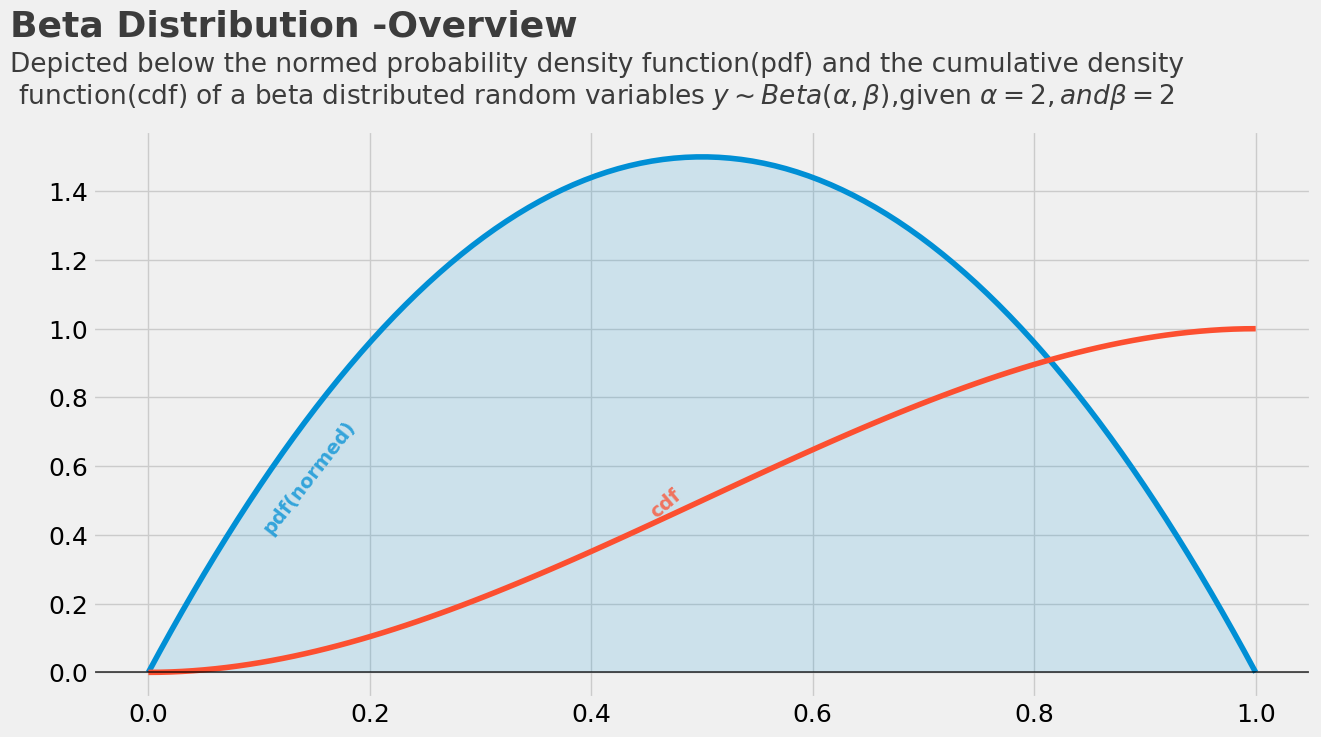 Beta Distribution -Overview
Depicted below the normed probability density function(pdf) and the cumulative density
function(cdf) of a beta distributed random variables y ~ Beta(α, β),given α = 2, andβ = 2
1.4
1.2
1.0
0.8
0.6
0.4
0.2
0.0
pdf(normed)
cdf
0.0 0.2 0.4 0.6 0.8 1.0